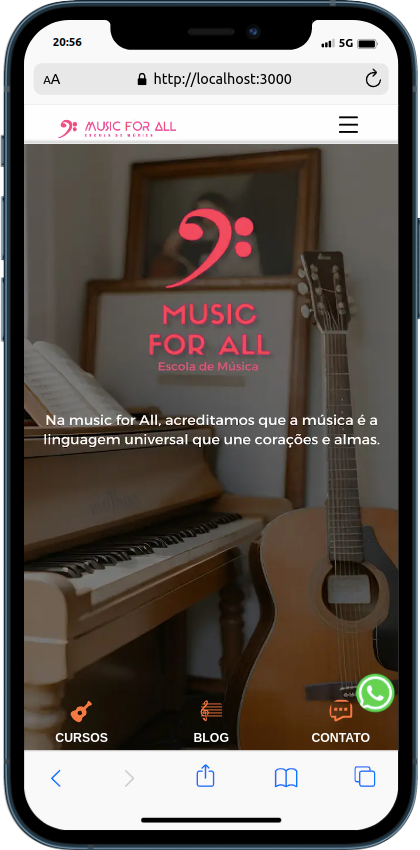 20:56
5G
AA
http://localhost:3000
MUSIC FOR ALL
ESCOLA DE MÚSICA
MUSIC
FOR ALL
Escola de Música
Na music for All, acreditamos que a música é a
linguagem universal que une corações e almas.
CURSOS
BLOG
CONTATO